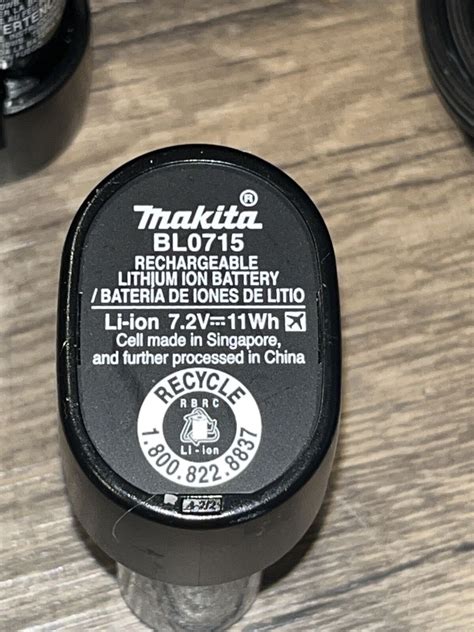 ERTEN
makita®
BL0715
RECHARGEABLE
LITHIUM ION BATTERY
/ BATERÍA DE IONES DE LITIO
Li-ion 7.2V⎓11Wh
Cell made in Singapore,
and further processed in China
RECYCLE
RBRC
Li-ion
1.800.822.8837